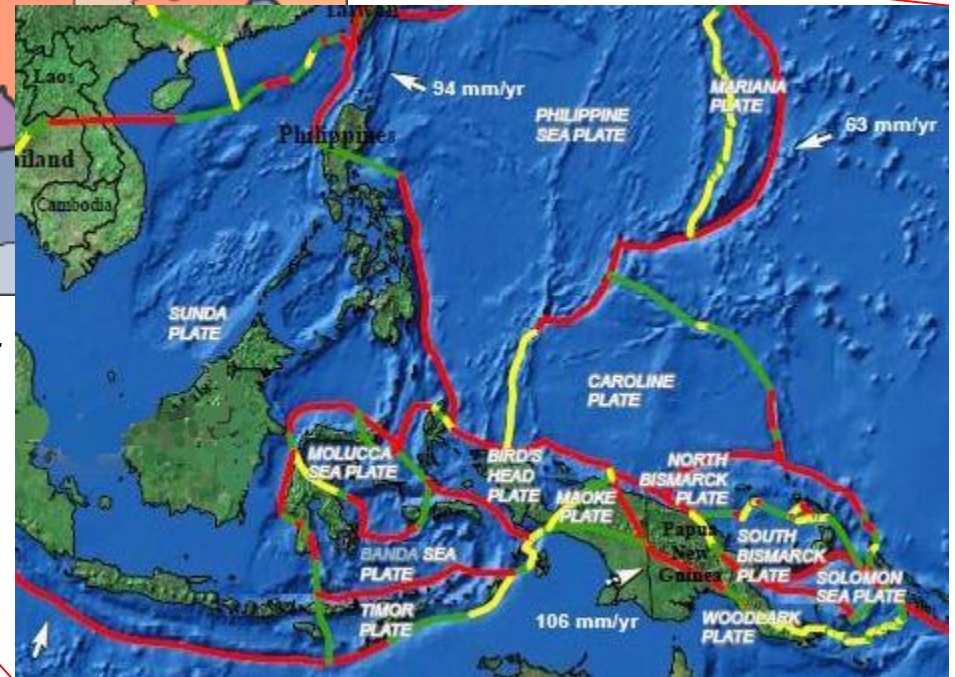 Taiwan
Laos
94 mm/yr
MARIANA
PLATE
PHILIPPINE
SEA PLATE
63 mm/yr
Philippines
ailand
Cambodia
SUNDA
PLATE
CAROLINE
PLATE
MOLUCCA
SEA PLATE
BIRD'S
HEAD
PLATE
NORTH
BISMARCK
PLATE
MAOKE
PLATE
Papua
New
Guinea
SOUTH
BISMARCK
PLATE
BANDA SEA
PLATE
SOLOMON
SEA PLATE
TIMOR
PLATE
106 mm/yr
WOODLARK
PLATE